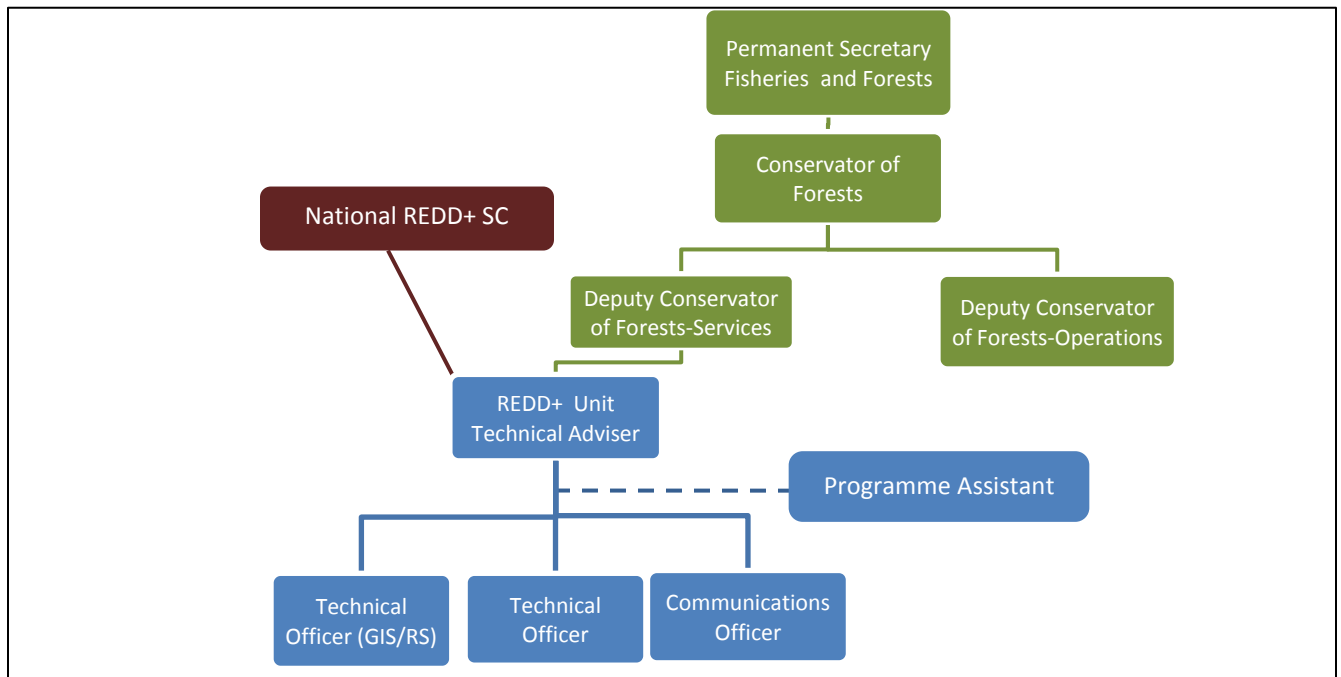 Permanent Secretary
Fisheries and Forests
Conservator of
Forests
National REDD+ SC
Deputy Conservator
of Forests-Services
Deputy Conservator
of Forests-Operations
REDD+ Unit
Technical Adviser
Programme Assistant
Technical
Officer (GIS/RS)
Technical
Officer
Communications
Officer